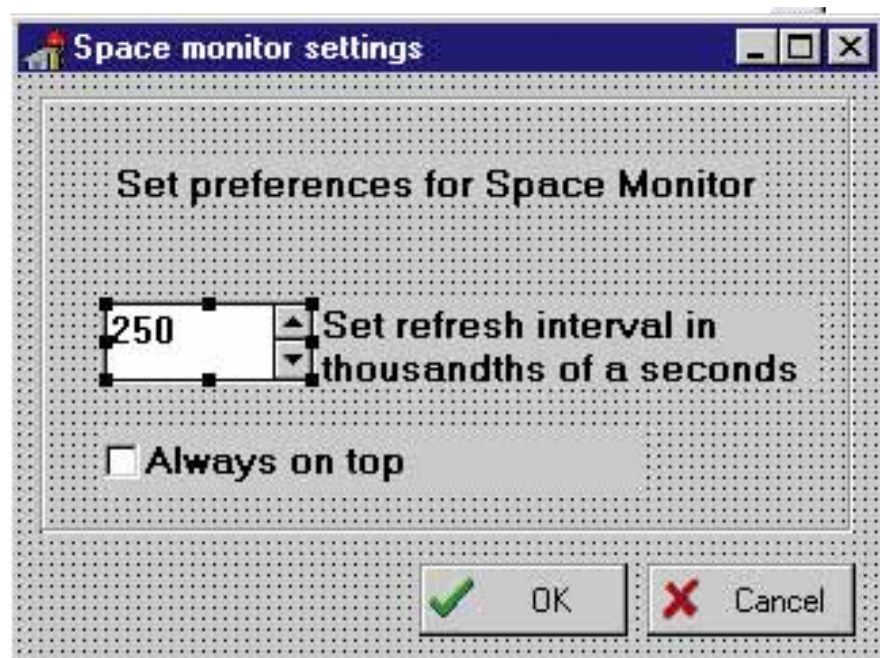 Space monitor settings
Set preferences for Space Monitor
250
Set refresh interval in
thousandths of a seconds
Always on top
OK
Cancel